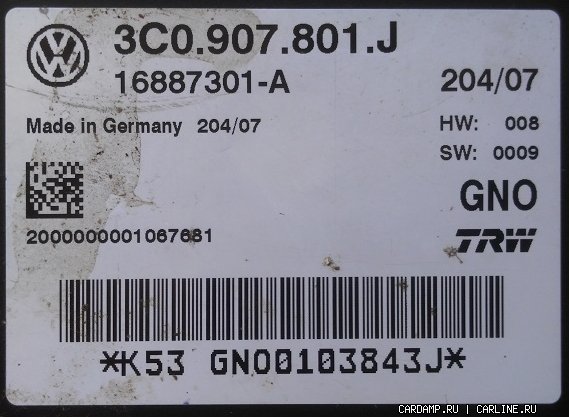 3C0.907.801.J
16887301-A 204/07
Made in Germany 204/07 HW: 008
SW: 0009
GNO
2000000001067681 TRW
*K53 GNO0103843J*
CARDAMP.RU | CARLINE.RU